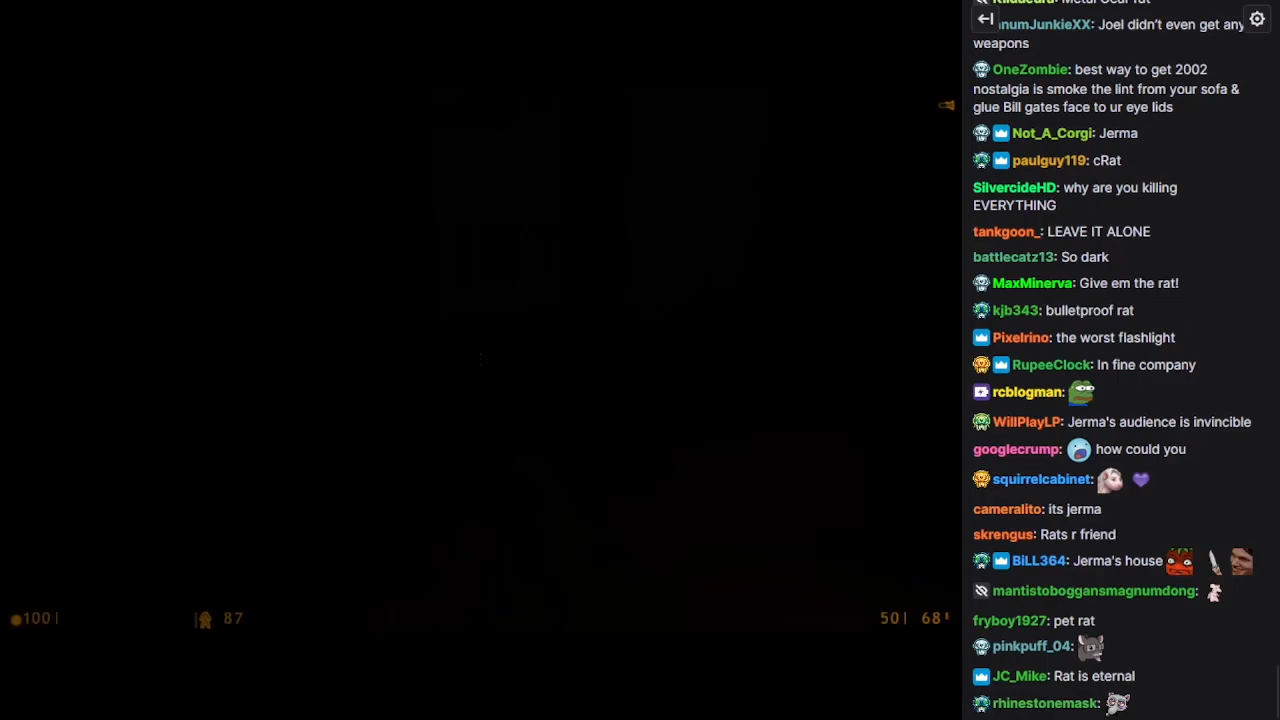 Metal Gear rat
numJunkieXX: Joel didn’t even get any
weapons
OneZombie: best way to get 2002
nostalgia is smoke the lint from your sofa &
glue Bill gates face to ur eye lids
Not_A_Corgi: Jerma
paulguy119: cRat
SilvercideHD: why are you killing
EVERYTHING
tankgoon_: LEAVE IT ALONE
battlecatz13: So dark
MaxMinerva: Give em the rat!
kjb343: bulletproof rat
Pixelrino: the worst flashlight
RupeeClock: In fine company
rcblogman:
WillPlayLP: Jerma's audience is invincible
googlecrump: how could you
squirrelcabinet:
cameralito: its jerma
skrengus: Rats r friend
BiLL364: Jerma's house
mantistoboggansmagnumdong:
fryboy1927: pet rat
pinkpuff_04:
JC_Mike: Rat is eternal
rhinestonemask:
100 87 50 68